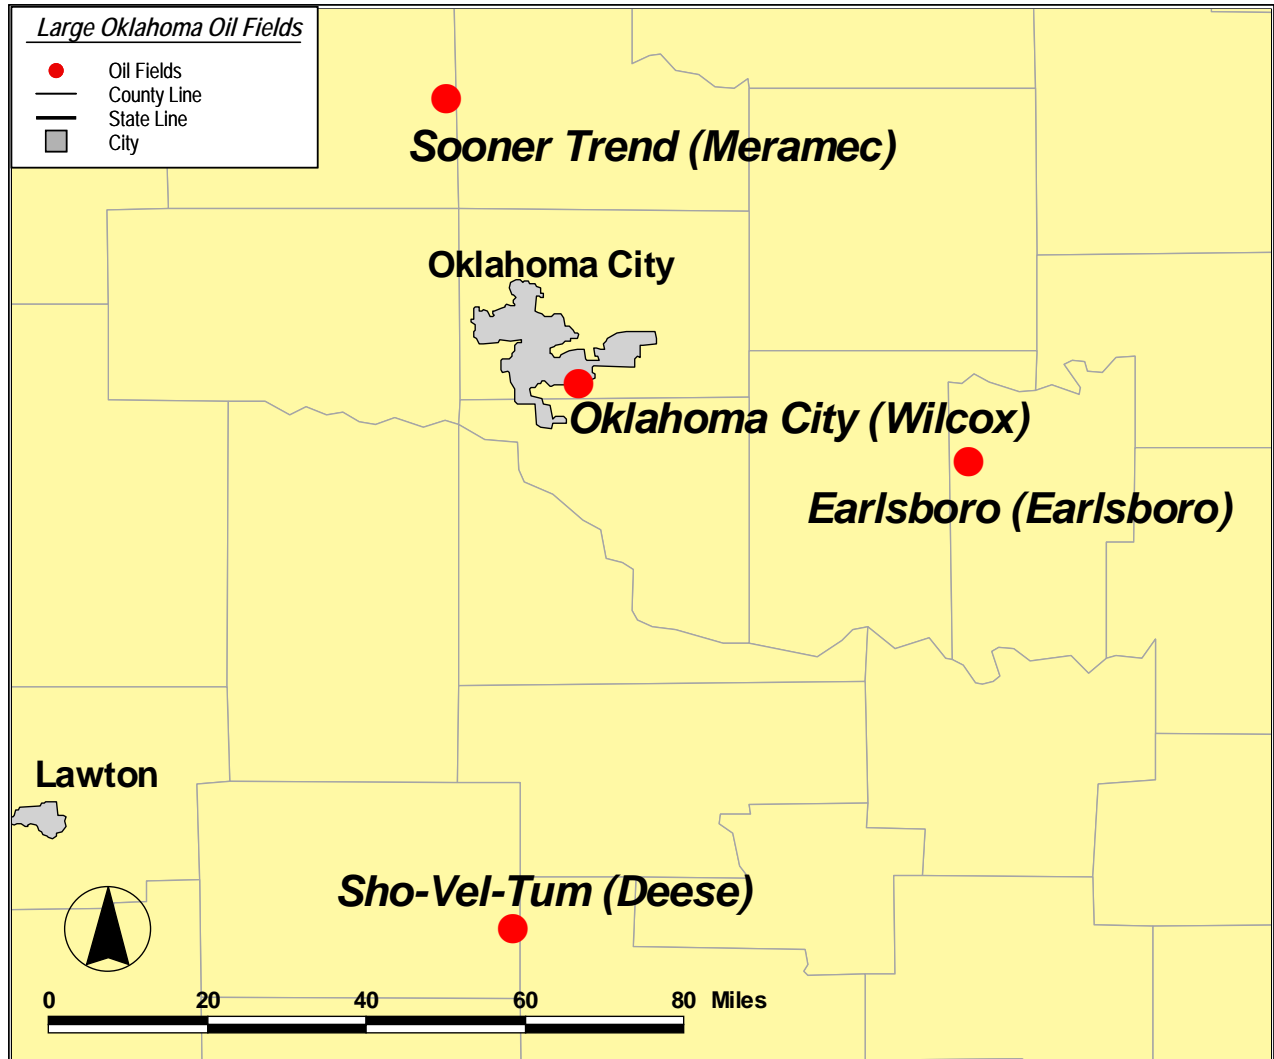 Large Oklahoma Oil Fields
Oil Fields
County Line
State Line
City
Sooner Trend (Meramec)
Oklahoma City
Oklahoma City (Wilcox)
Earlsboro (Earlsboro)
Lawton
Sho-Vel-Tum (Deese)
0 20 40 60 80 Miles